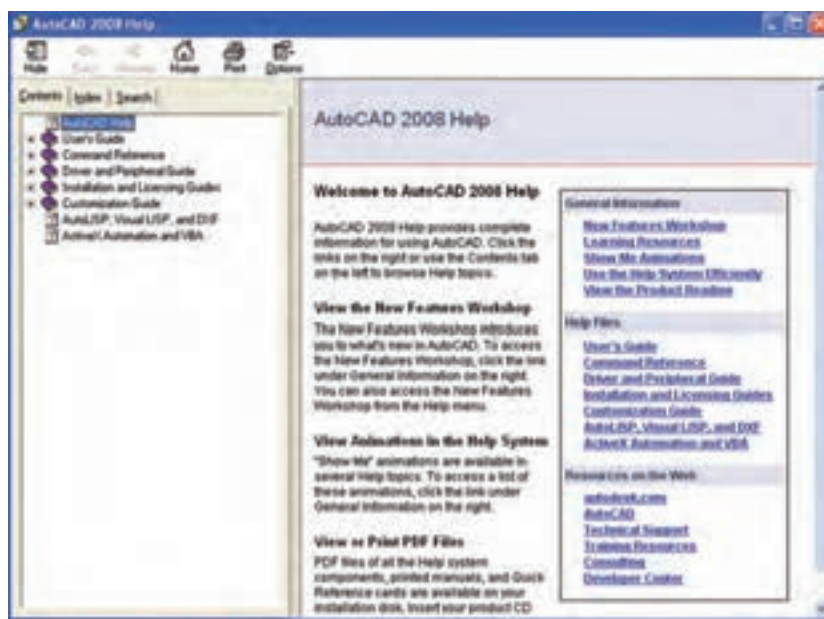 AutoCAD 2008 Help
Hide Back Home Print Options
Contents Index Search
AutoCAD Help
User's Guide
Command Reference
Driver and Peripheral Guide
Installation and Licensing Guides
Customization Guide
AutoLISP, Visual LISP, and DXF
ActiveX Automation and VBA
AutoCAD 2008 Help
Welcome to AutoCAD 2008 Help
AutoCAD 2008 Help provides complete
information for using AutoCAD. Click the
links on the right or use the Contents tab
on the left to browse Help topics.
View the New Features Workshop
The New Features Workshop introduces
you to what's new in AutoCAD. To access
the New Features Workshop, click the link
under General Information on the right.
You can also access the New Features
Workshop from the Help menu.
View Animations in the Help System
"Show Me" animations are available in
several Help topics. To access a list of
these animations, click the link under
General Information on the right.
View or Print PDF Files
PDF files of all the Help system
components, printed manuals, and Quick
Reference cards are available on your
installation disk. Insert your product CD
General Information
New Features Workshop
Learning Resources
Show Me Animations
Use the Help System Efficiently
View the Product Readme
Help Files
User's Guide
Command Reference
Driver and Peripheral Guide
Installation and Licensing Guides
Customization Guide
AutoLISP, Visual LISP, and DXF
ActiveX Automation and VBA
Resources on the Web
autodesk.com
AutoCAD
Technical Support
Training Resources
Consulting
Developer Center